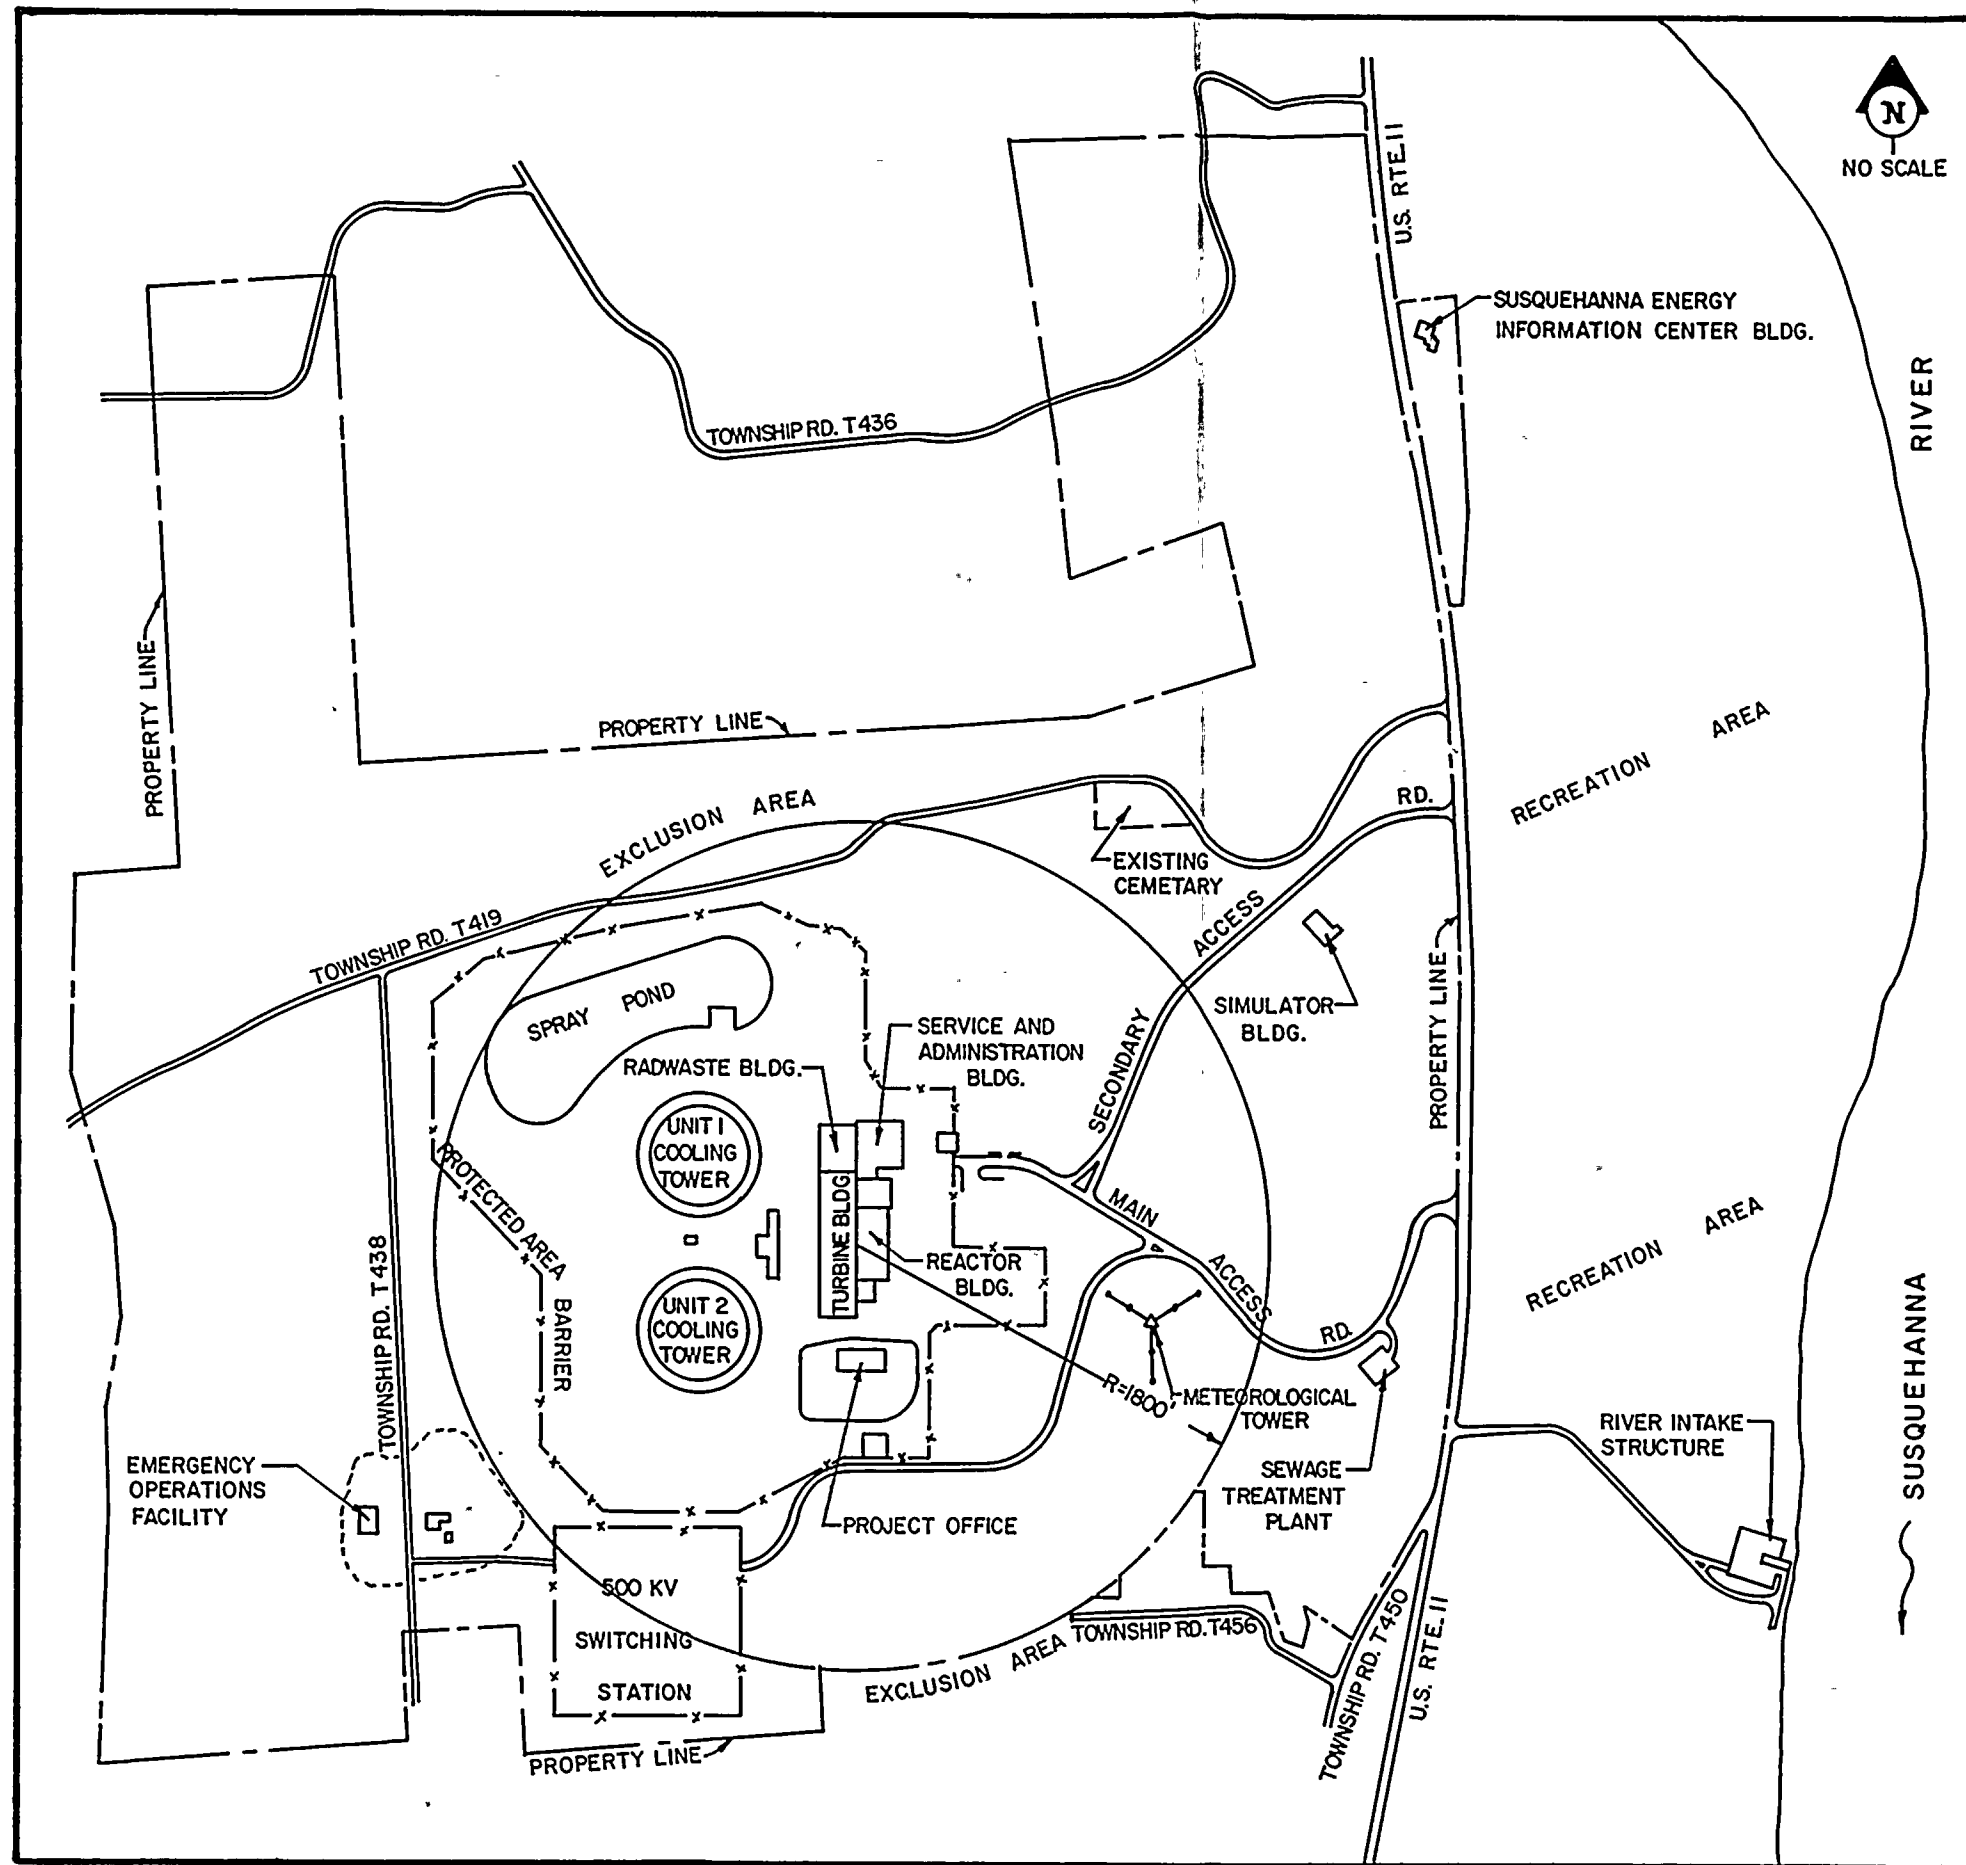 N
NO SCALE
U.S. RTE. 11
SUSQUEHANNA ENERGY
INFORMATION CENTER BLDG.
RIVER
TOWNSHIP RD. T436
PROPERTY LINE
PROPERTY LINE
RECREATION AREA
EXCLUSION AREA
RD.
EXISTING
CEMETARY
ACCESS
TOWNSHIP RD. T419
SPRAY POND
SIMULATOR
BLDG.
PROPERTY LINE
SERVICE AND
ADMINISTRATION
BLDG.
RADWASTE BLDG.
SECONDARY
UNIT 1
COOLING
TOWER
PROTECTED AREA
BARRIER
TURBINE BLDG
MAIN
ACCESS
RD.
RECREATION AREA
REACTOR
BLDG.
TOWNSHIP RD. T438
UNIT 2
COOLING
TOWER
R=1800'
METEOROLOGICAL
TOWER
SUSQUEHANNA
RIVER INTAKE
STRUCTURE
EMERGENCY
OPERATIONS
FACILITY
SEWAGE
TREATMENT
PLANT
PROJECT OFFICE
500 KV
SWITCHING
STATION
TOWNSHIP RD. T456
TOWNSHIP RD. T450
U.S. RTE. 11
EXCLUSION AREA
PROPERTY LINE